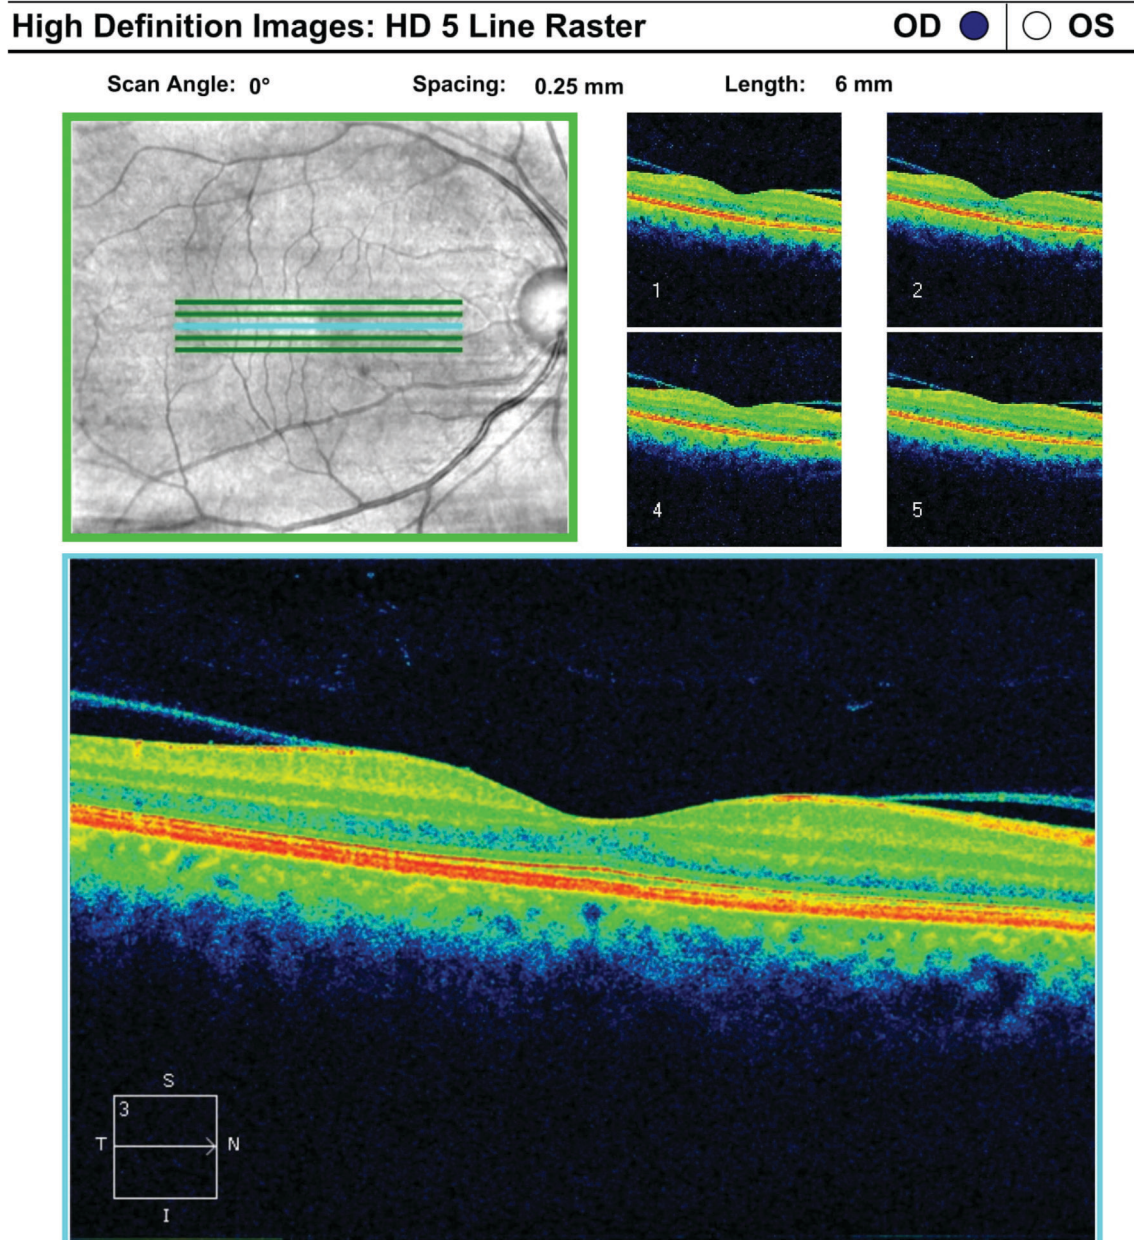 High Definition Images: HD 5 Line Raster OD OS
Scan Angle: 0° Spacing: 0.25 mm Length: 6 mm
1
2
4
5
S
3
T N
I